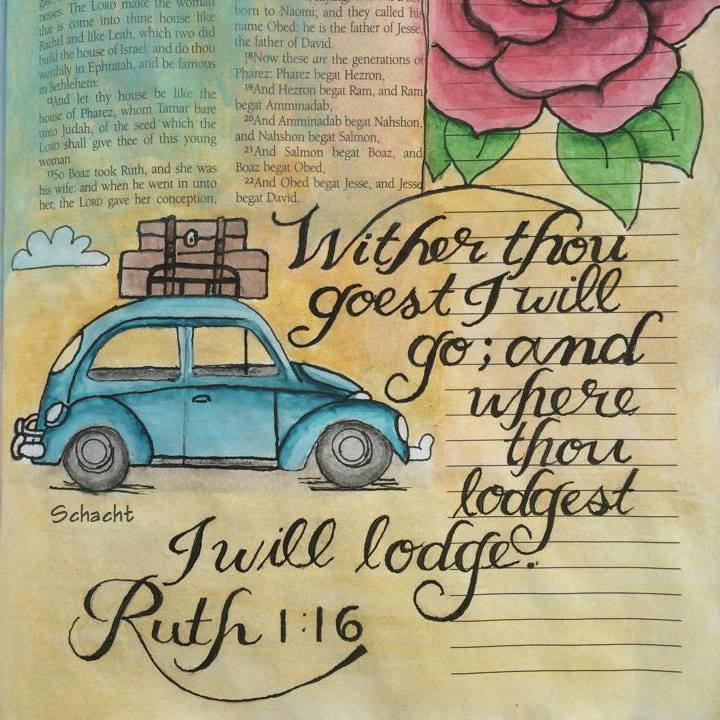 nesses. The LORD make the woman
that is come into thine house like
Rachel and like Leah, which two did
build the house of Israel: and do thou
worthily in Ephratah, and be famous
in Bethlehem:
12And let thy house be like the
house of Pharez, whom Tamar bare
unto Judah, of the seed which the
LORD shall give thee of this young
woman.
13So Boaz took Ruth, and she was
his wife: and when he went in unto
her, the LORD gave her conception,
born to Naomi; and they called his
name Obed: he is the father of Jesse,
the father of David.
18Now these are the generations of
Pharez: Pharez begat Hezron,
19And Hezron begat Ram, and Ram
begat Amminadab,
20And Amminadab begat Nahshon,
and Nahshon begat Salmon,
21And Salmon begat Boaz, and
Boaz begat Obed,
22And Obed begat Jesse, and Jesse
begat David.
Wither thou
goest I will
go; and
where
thou
lodgest
I will lodge.
Ruth 1:16
Schacht